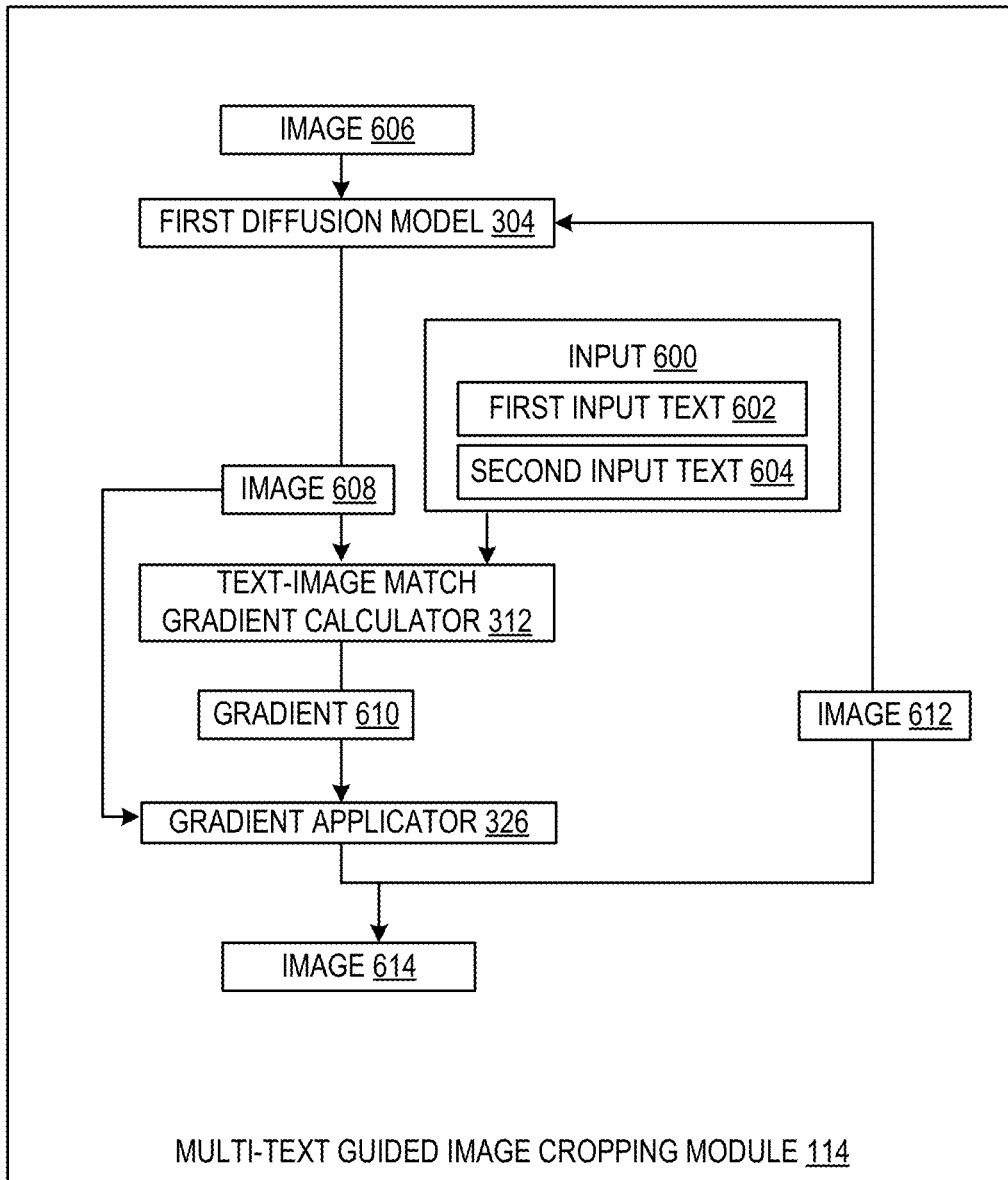 IMAGE 606
FIRST DIFFUSION MODEL 304
INPUT 600
FIRST INPUT TEXT 602
SECOND INPUT TEXT 604
IMAGE 608
TEXT-IMAGE MATCH
GRADIENT CALCULATOR 312
GRADIENT 610
IMAGE 612
GRADIENT APPLICATOR 326
IMAGE 614
MULTI-TEXT GUIDED IMAGE CROPPING MODULE 114